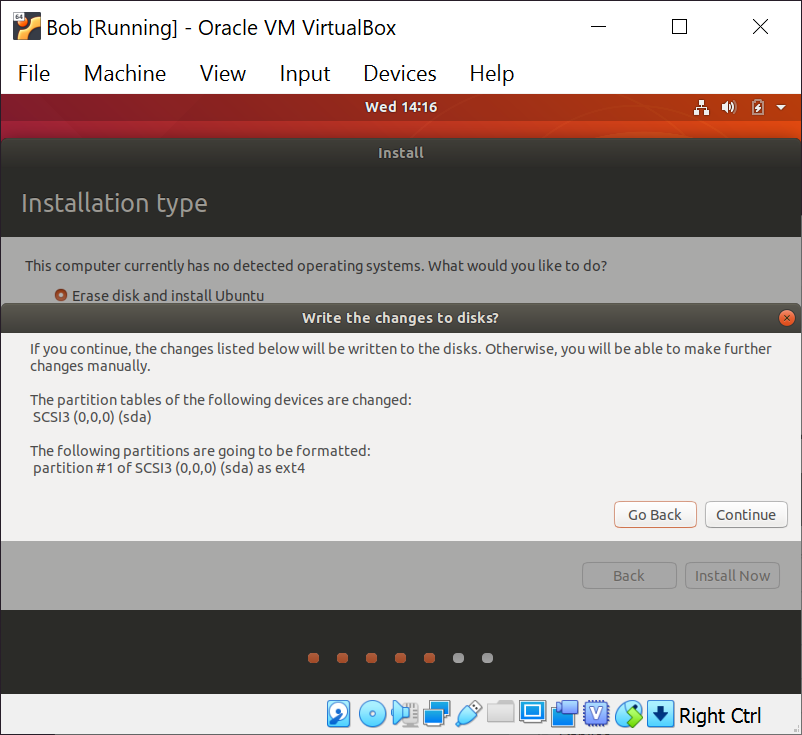 Bob [Running] - Oracle VM VirtualBox
File Machine View Input Devices Help
Wed 14:16
Install
Installation type
This computer currently has no detected operating systems. What would you like to do?
Erase disk and install Ubuntu
Write the changes to disks?
If you continue, the changes listed below will be written to the disks. Otherwise, you will be able to make further
changes manually.
The partition tables of the following devices are changed:
SCSI3 (0,0,0) (sda)
The following partitions are going to be formatted:
partition #1 of SCSI3 (0,0,0) (sda) as ext4
Go Back Continue
Back Install Now
Right Ctrl